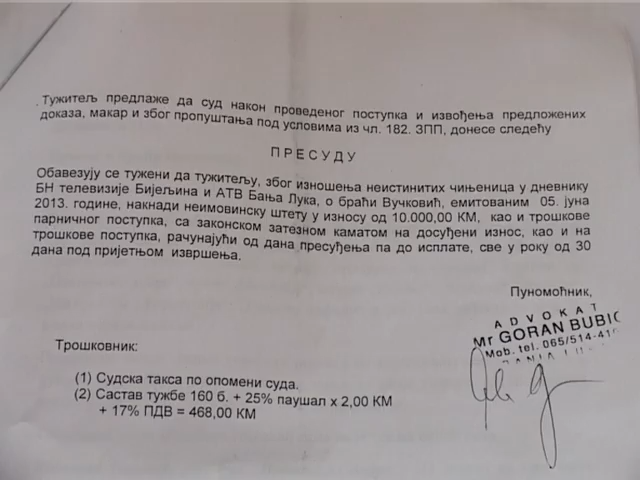 Тужитељ предлаже да суд након проведеног поступка и извођења предложених
доказа, макар и због пропуштања под условима из чл. 182. ЗПП, донесе следећу
П Р Е С У Д У
Обавезују се тужени да тужитељу, због изношења неистинитих чињеница у дневнику
БН телевизије Бијељина и АТВ Бања Лука, о браћи Вучковић, емитованим 05. јуна
2013. године, накнади неимовинску штету у износу од 10.000,00 КМ, као и трошкове
парничног поступка, са законском затезном каматом на досуђени износ, као и на
трошкове поступка, рачунајући од дана пресуђења па до исплате, све у року од 30
дана под пријетњом извршења.
Пуномоћник,
A D V O K A T
Mr GORAN BUBIĆ
Mob. tel. 065/514-41
Трошковник:
(1) Судска такса по опомени суда.
(2) Састав тужбе 160 б. + 25% паушал x 2,00 КМ
+ 17% ПДВ = 468,00 КМ